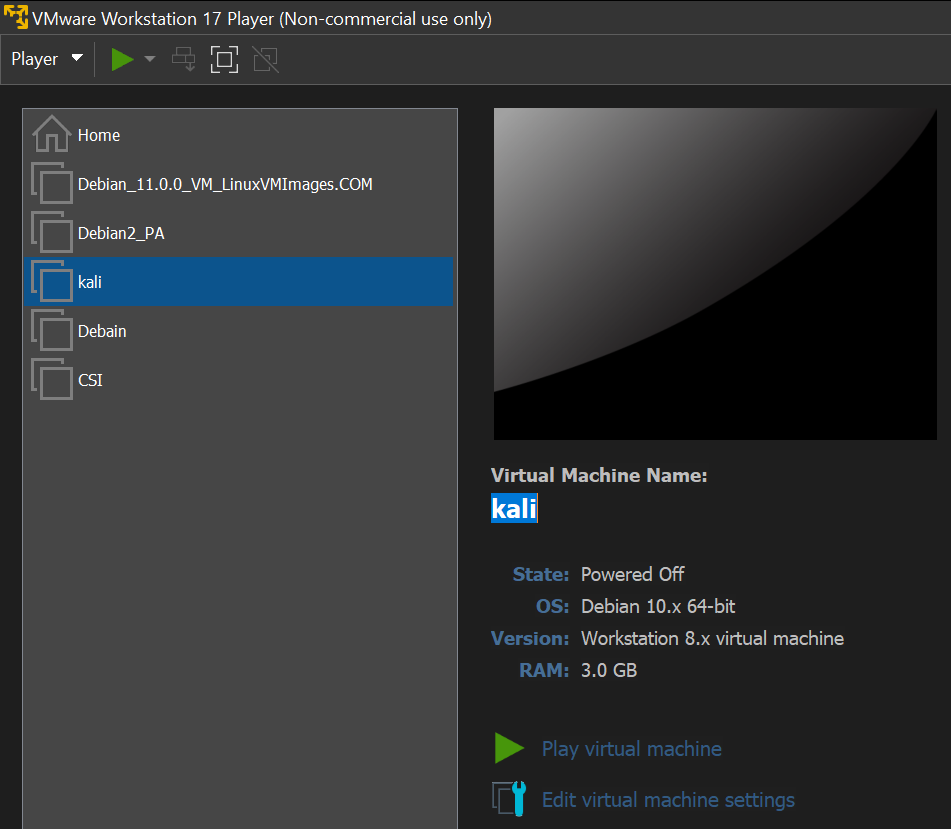 VMware Workstation 17 Player (Non-commercial use only)
Player
Home
Debian_11.0.0_VM_LinuxVMImages.COM
Debian2_PA
kali
Debain
CSI
Virtual Machine Name:
kali
State: Powered Off
OS: Debian 10.x 64-bit
Version: Workstation 8.x virtual machine
RAM: 3.0 GB
Play virtual machine
Edit virtual machine settings